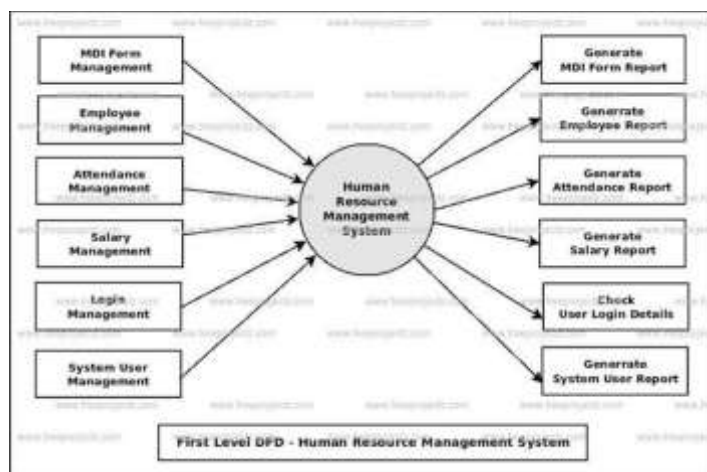 MDI Form
Management
Employee
Management
Attendance
Management
Salary
Management
Login
Management
System User
Management
Human
Resource
Management
System
Generate
MDI Form Report
Generrate
Employee Report
Generate
Attendance Report
Generate
Salary Report
Check
User Login Details
Generrate
System User Report
First Level DFD - Human Resource Management System